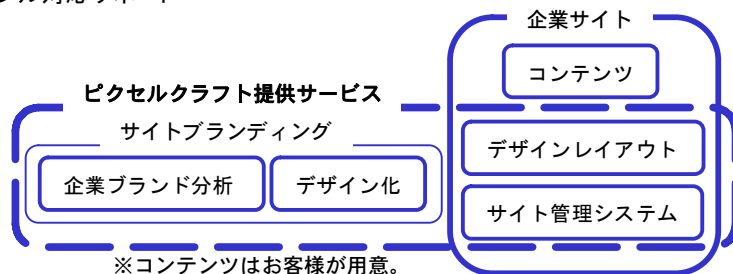 企業サイト
コンテンツ
ピクセルクラフト提供サービス
サイトブランディング
デザインレイアウト
企業ブランド分析
デザイン化
サイト管理システム
※コンテンツはお客様が用意。